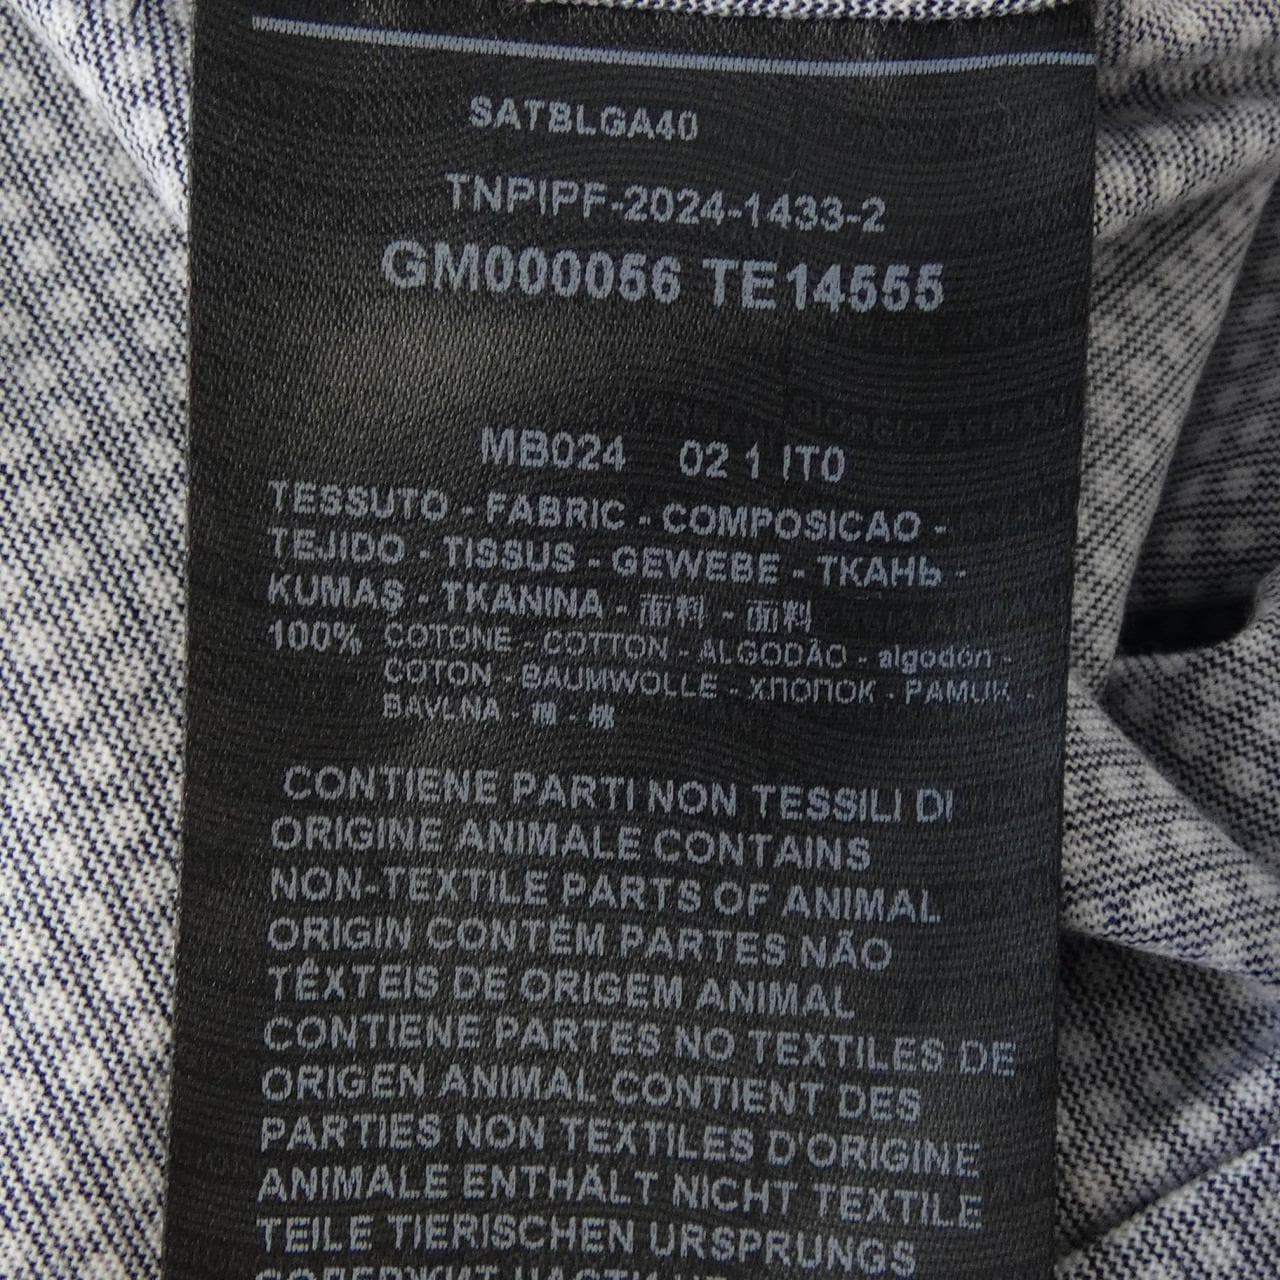 SATBLGA40
TNPIPF-2024-1433-2
GM000056 TE14555
GIORGIO ARMANI
MB024 02 1 IT0
TESSUTO - FABRIC - COMPOSICAO -
TEJIDO - TISSUS - GEWEBE - ТКАНЬ -
KUMAŞ - TKANINA - 面料 - 面料
100% COTONE - COTTON - ALGODÃO - algodón -
COTON - BAUMWOLLE - ХЛОПОК - PAMUK -
BAVLNA - 棉 - 棉
CONTIENE PARTI NON TESSILI DI
ORIGINE ANIMALE CONTAINS
NON-TEXTILE PARTS OF ANIMAL
ORIGIN CONTÉM PARTES NÃO
TÊXTEIS DE ORIGEM ANIMAL
CONTIENE PARTES NO TEXTILES DE
ORIGEN ANIMAL CONTIENT DES
PARTIES NON TEXTILES D'ORIGINE
ANIMALE ENTHÄLT NICHT TEXTILE
TEILE TIERISCHEN URSPRUNGS